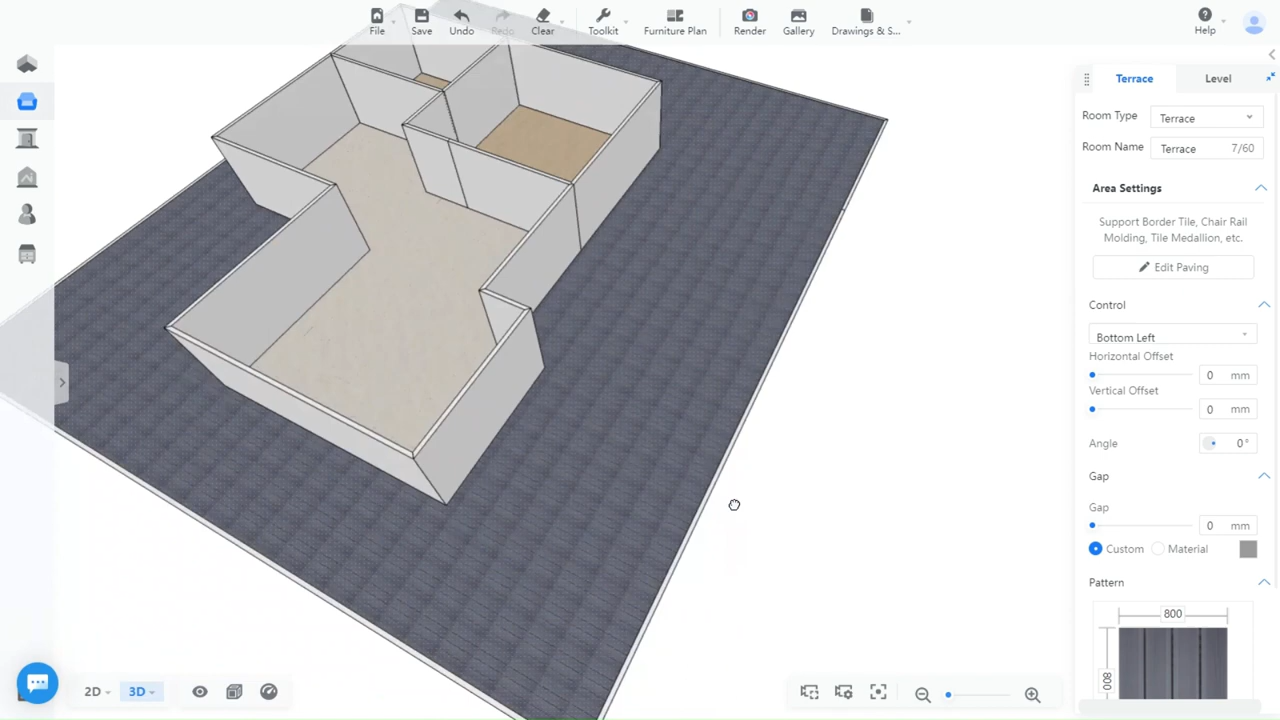 File
Save
Undo
Redo
Clear
Toolkit
Furniture Plan
Render
Gallery
Drawings & S...
Help
Terrace
Level
Room Type
Terrace
Room Name
Terrace 7/60
Area Settings
Support Border Tile, Chair Rail
Molding, Tile Medallion, etc.
Edit Paving
Control
Bottom Left
Horizontal Offset
0 mm
Vertical Offset
0 mm
Angle
0°
Gap
Gap
0 mm
Custom
Material
Pattern
800
800
2D
3D